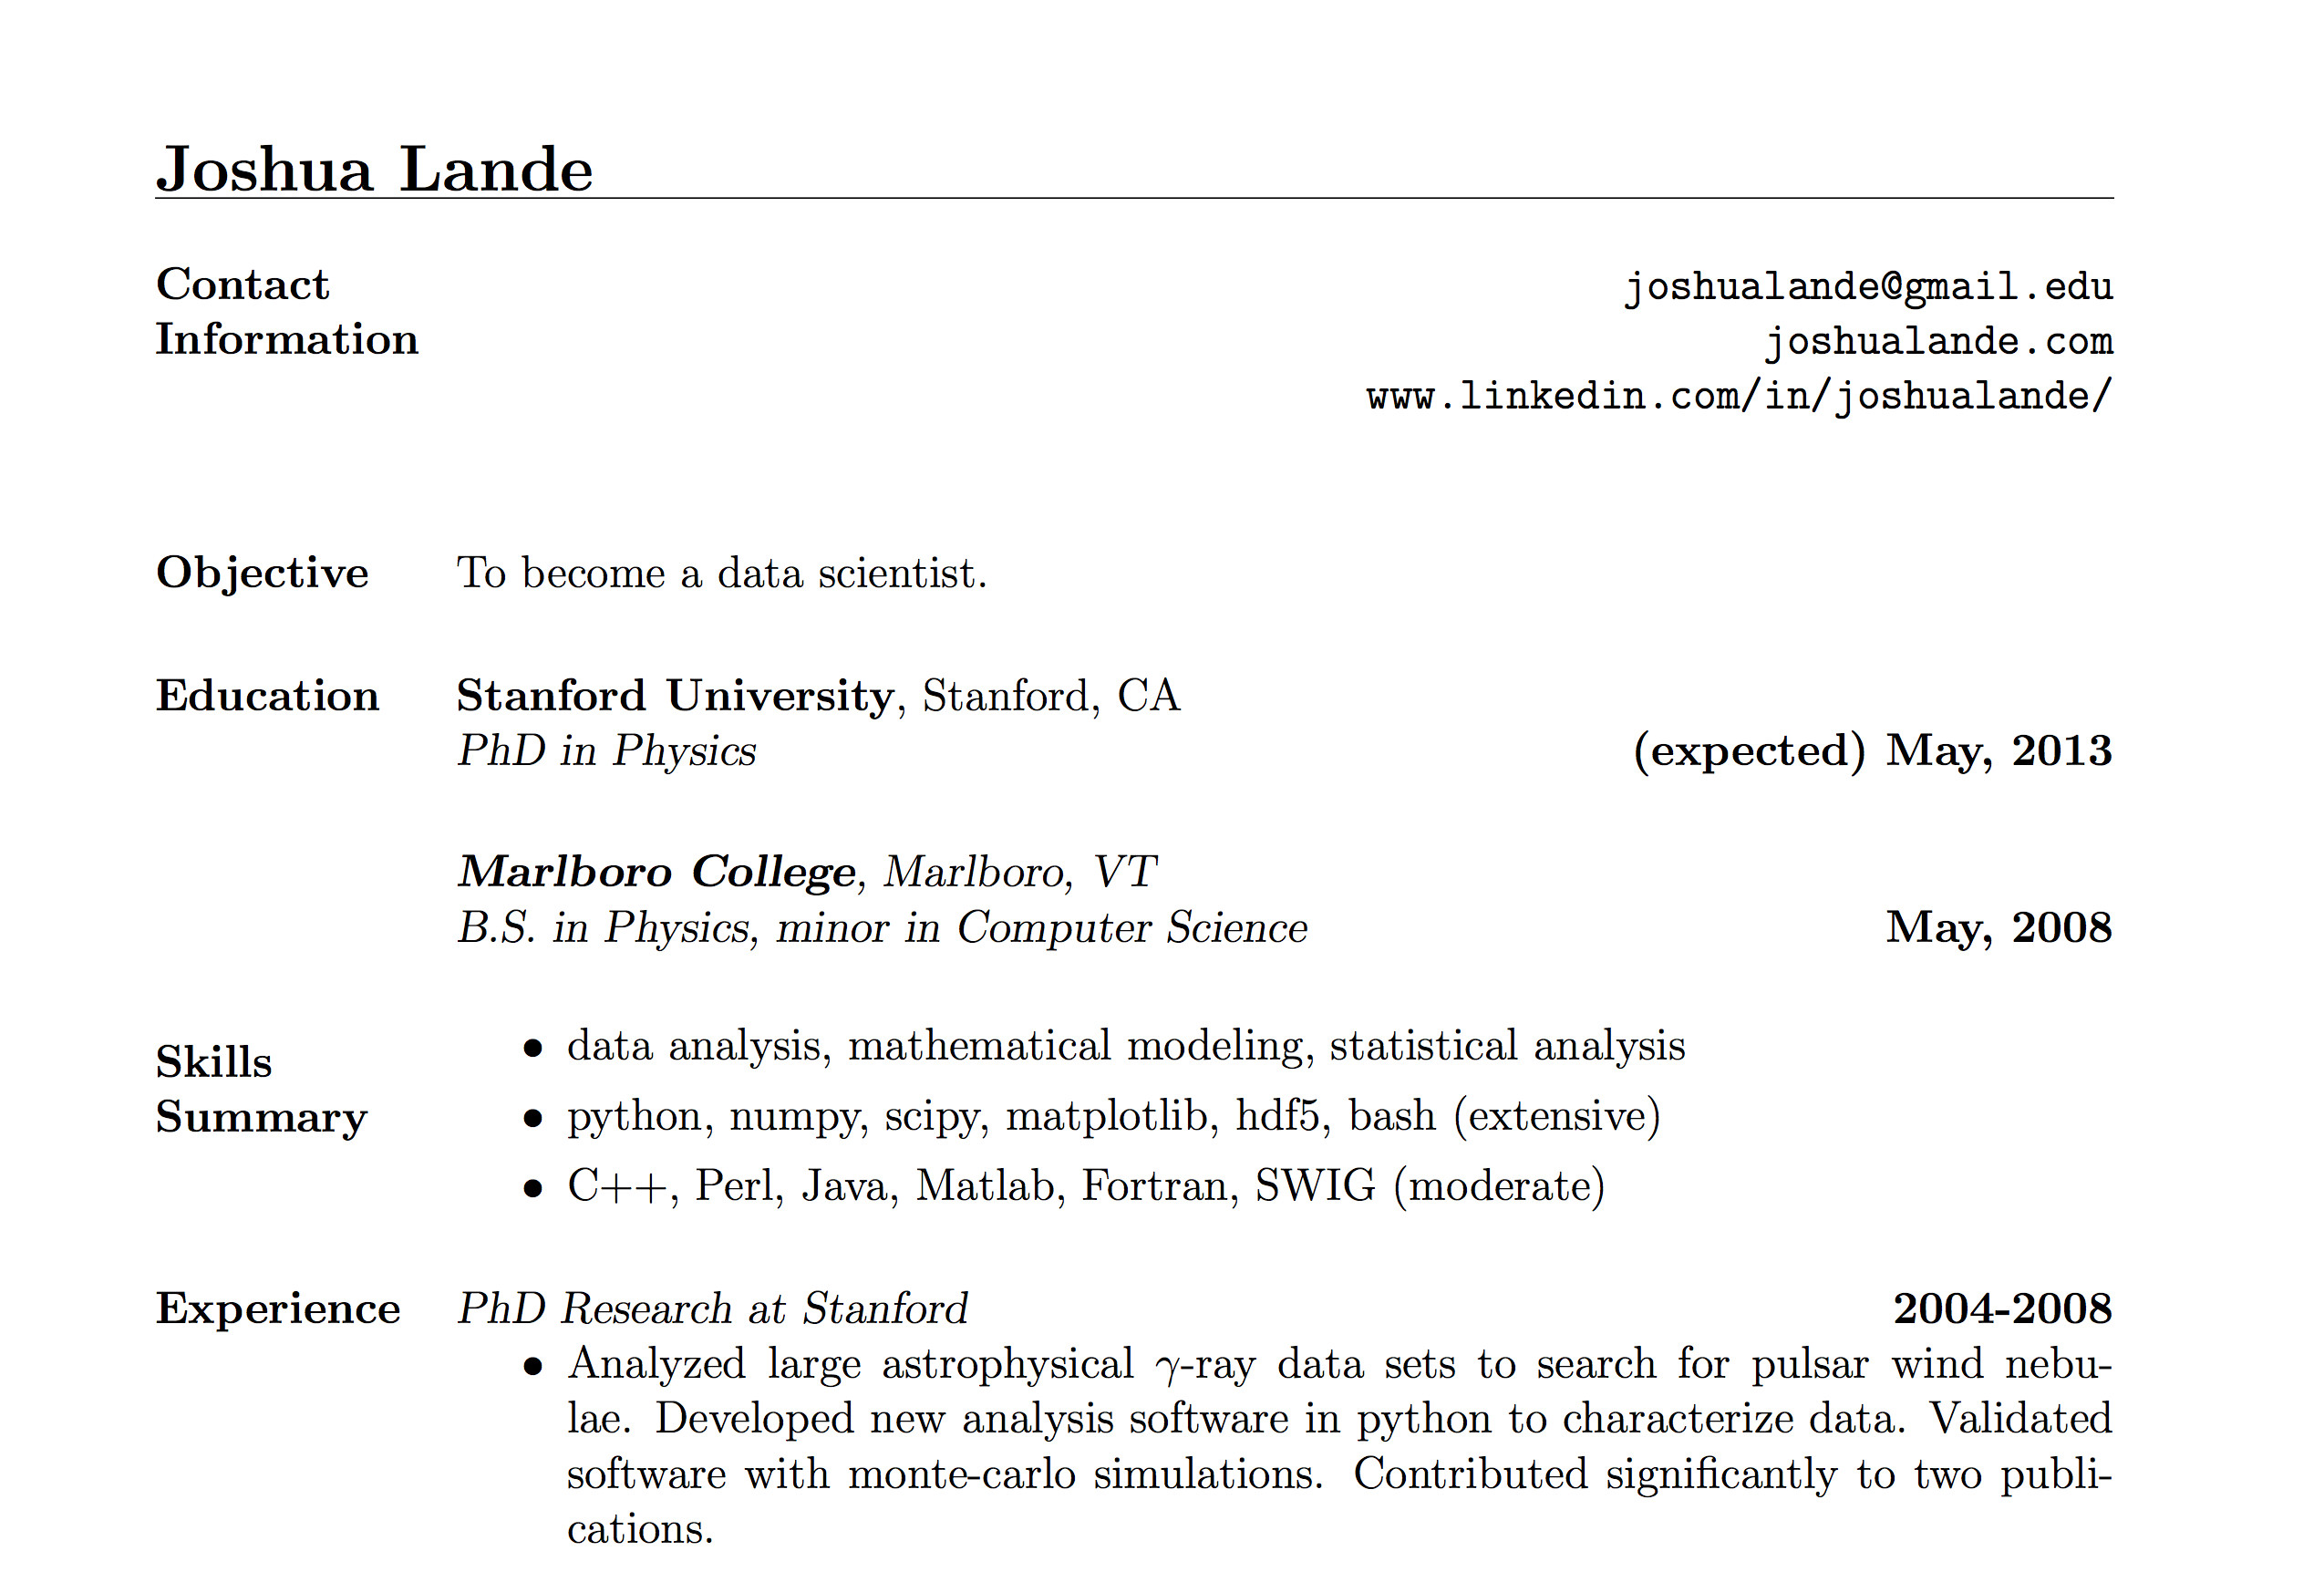 Joshua Lande
Contact
Information
joshualande@gmail.edu
joshualande.com
www.linkedin.com/in/joshualande/
Objective To become a data scientist.
Education Stanford University, Stanford, CA
PhD in Physics (expected) May, 2013
Marlboro College, Marlboro, VT
B.S. in Physics, minor in Computer Science May, 2008
Skills
Summary
• data analysis, mathematical modeling, statistical analysis
• python, numpy, scipy, matplotlib, hdf5, bash (extensive)
• C++, Perl, Java, Matlab, Fortran, SWIG (moderate)
Experience PhD Research at Stanford 2004-2008
• Analyzed large astrophysical γ-ray data sets to search for pulsar wind nebu-
lae. Developed new analysis software in python to characterize data. Validated
software with monte-carlo simulations. Contributed significantly to two publi-
cations.